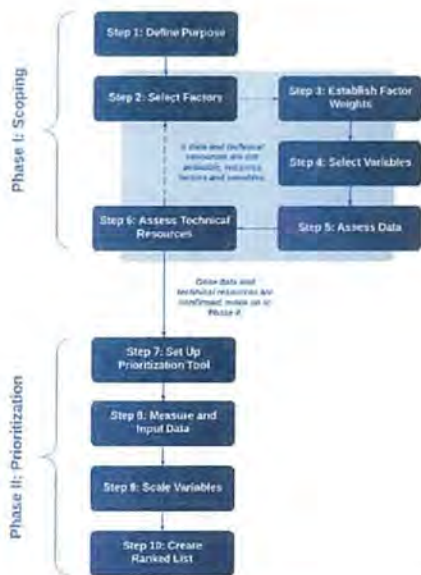 Phase I: Scoping
Step 1: Define Purpose
Step 2: Select Factors
Step 3: Establish Factor
Weights
Step 4: Select Variables
Step 5: Assess Data
Step 6: Assess Technical
Resources
If data and technical
resources are not
available, reassess
factors and variables.
Once data and
technical resources are
confirmed, move on to
Phase II.
Phase II: Prioritization
Step 7: Set Up
Prioritization Tool
Step 8: Measure and
Input Data
Step 9: Scale Variables
Step 10: Create
Ranked List